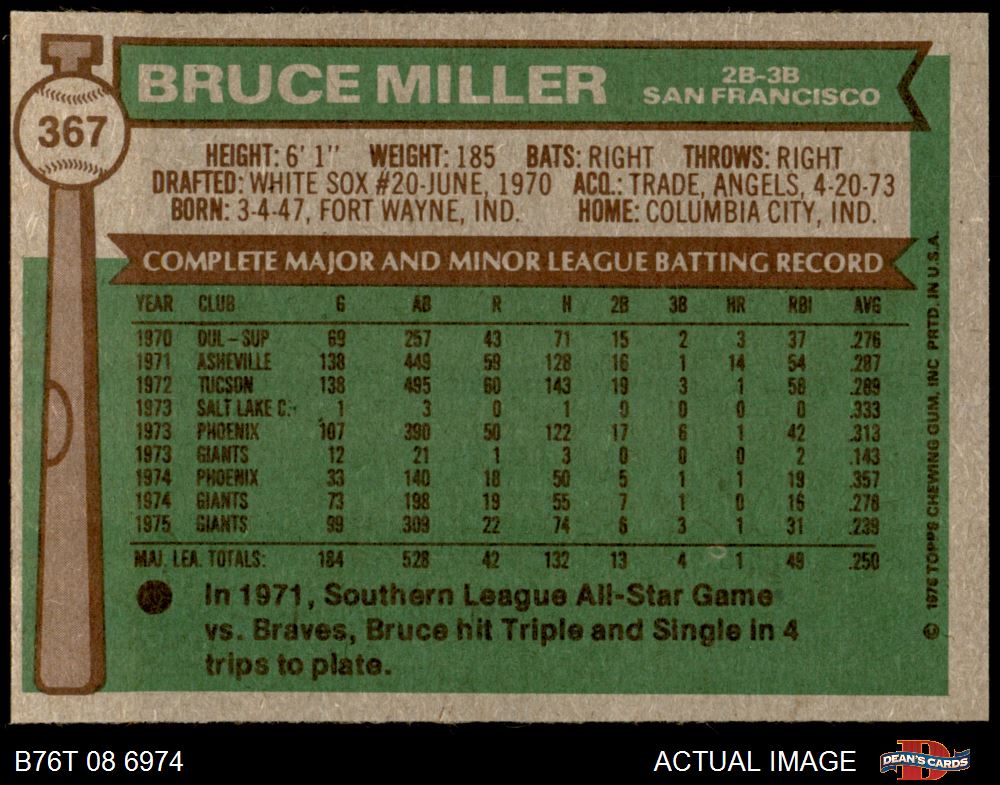 BRUCE MILLER 2B-3B
SAN FRANCISCO
367
HEIGHT: 6' 1" WEIGHT: 185 BATS: RIGHT THROWS: RIGHT
DRAFTED: WHITE SOX #20-JUNE, 1970 ACQ.: TRADE, ANGELS, 4-20-73
BORN: 3-4-47, FORT WAYNE, IND. HOME: COLUMBIA CITY, IND.
COMPLETE MAJOR AND MINOR LEAGUE BATTING RECORD
YEAR CLUB G AB R H 2B 3B HR RBI AVG
1970 DUL-SUP 69 257 43 71 15 2 3 37 .276
1971 ASHEVILLE 138 449 59 128 16 1 14 54 .287
1972 TUCSON 138 495 60 143 19 3 1 58 .289
1973 SALT LAKE C. 1 3 0 1 0 0 0 0 .333
1973 PHOENIX 107 390 50 122 17 6 1 42 .313
1973 GIANTS 12 21 1 3 0 0 0 2 .143
1974 PHOENIX 33 140 18 50 5 1 1 19 .357
1974 GIANTS 73 198 19 55 7 1 0 16 .278
1975 GIANTS 99 309 22 74 6 3 1 31 .239
MAJ. LEA. TOTALS: 184 528 42 132 13 4 1 49 .250
In 1971, Southern League All-Star Game
vs. Braves, Bruce hit Triple and Single in 4
trips to plate.
© 1976 TOPPS CHEWING GUM, INC PRTD. IN U.S.A.
B76T 08 6974 ACTUAL IMAGE D DEAN'S CARDS